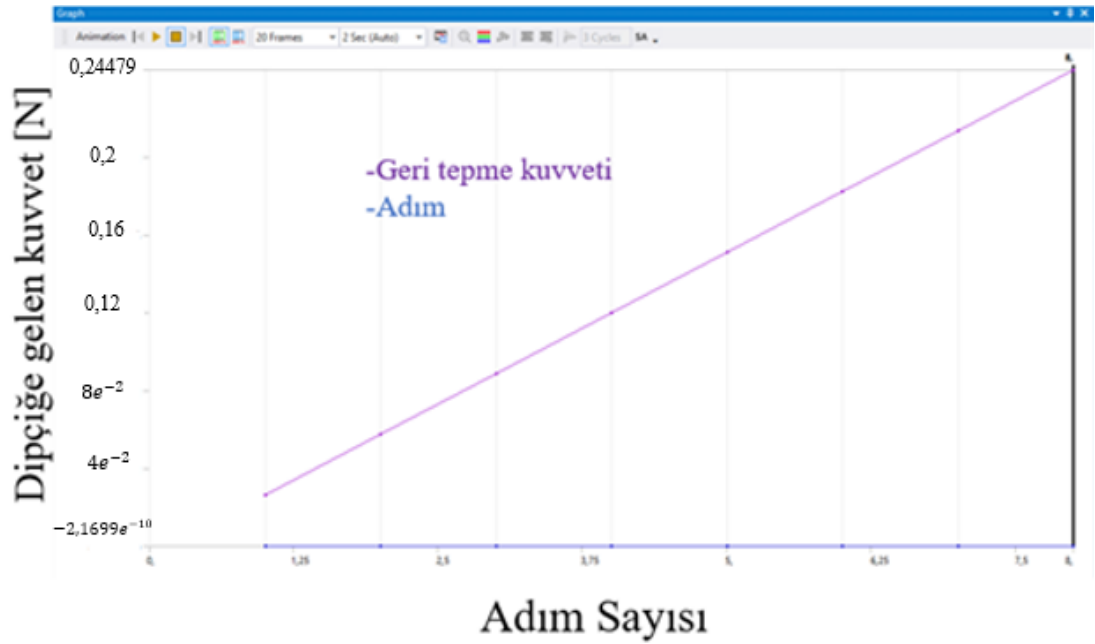 Graph
Animation 20 Frames 2 Sec (Auto) 3 Cycles SA
Dipçiğe gelen kuvvet [N]
0,24479
0,2
0,16
0,12
8e⁻²
4e⁻²
−2,1699e⁻¹⁰
8,
-Geri tepme kuvveti
-Adım
0, 1,25 2,5 3,75 5, 6,25 7,5 8,
Adım Sayısı